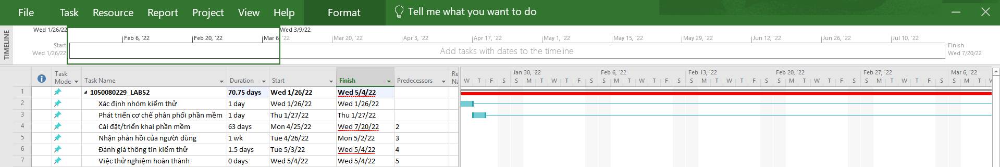 File Task Resource Report Project View Help Format Tell me what you want to do
TIMELINE
Wed 1/26/22 Wed 3/9/22
Feb 6, '22 Feb 20, '22 Mar 6, '22 Mar 20, '22 Apr 3, '22 Apr 17, '22 May 1, '22 May 15, '22 May 29, '22 Jun 12, '22 Jun 26, '22 Jul 10, '22
Start
Wed 1/26/22
Add tasks with dates to the timeline
Finish
Wed 7/20/22
Task Mode Task Name Duration Start Finish Predecessors Re Na
Jan 30, '22 Feb 6, '22 Feb 13, '22 Feb 20, '22 Feb 27, '22 Mar 6, '22
W T F S S M T W T F S S M T W T F S S M T W T F S S M T W T F S S M T W T F S S M T W
1 1050080229_LAB52 70.75 days Wed 1/26/22 Wed 5/4/22
2 Xác định nhóm kiểm thử 1 day Wed 1/26/22 Wed 1/26/22
3 Phát triển cơ chế phân phối phần mềm 1 day Thu 1/27/22 Thu 1/27/22
4 Cài đặt/triển khai phần mềm 63 days Mon 4/25/22 Wed 7/20/22 2
5 Nhận phản hồi của người dùng 1 wk Tue 4/26/22 Mon 5/2/22 3
6 Đánh giá thông tin kiểm thử 1.5 days Tue 5/3/22 Wed 5/4/22 4
7 Việc thử nghiệm hoàn thành 0 days Wed 5/4/22 Wed 5/4/22 5